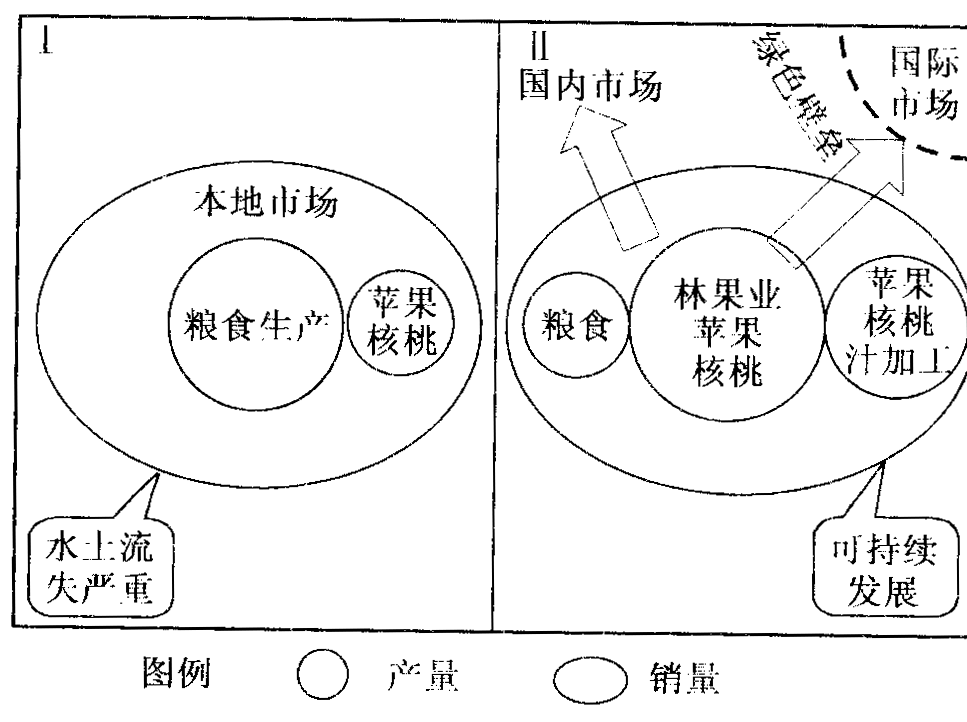 I
本地市场
粮食生产
苹果
核桃
水土流
失严重
II
国内市场
绿色壁垒
国际
市场
粮食
林果业
苹果
核桃
苹果
核桃
汁加工
可持续
发展
图例
产量
销量